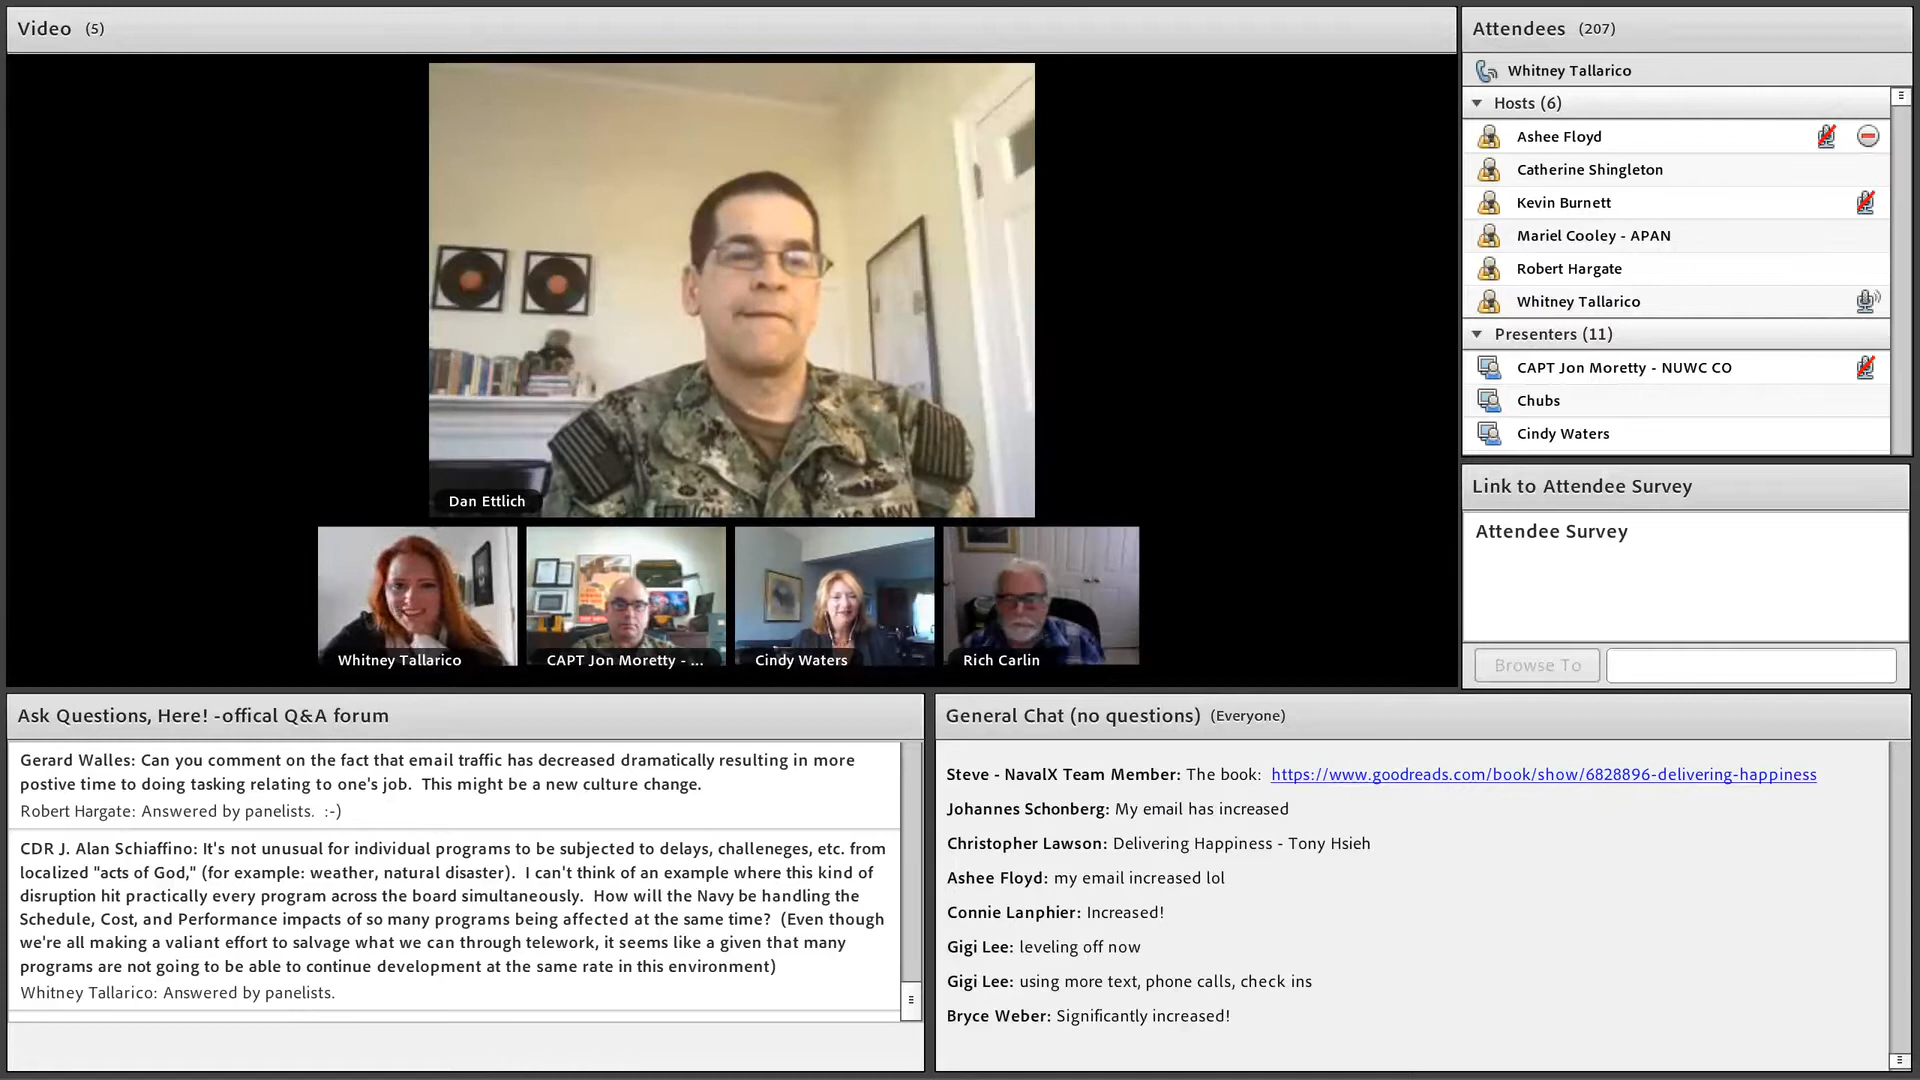 Video (5)
Dan Ettlich
Whitney Tallarico
CAPT Jon Moretty - ...
Cindy Waters
Rich Carlin
Attendees (207)
Whitney Tallarico
Hosts (6)
Ashee Floyd
Catherine Shingleton
Kevin Burnett
Mariel Cooley - APAN
Robert Hargate
Whitney Tallarico
Presenters (11)
CAPT Jon Moretty - NUWC CO
Chubs
Cindy Waters
Link to Attendee Survey
Attendee Survey
Browse To
Ask Questions, Here! -offical Q&A forum
Gerard Walles: Can you comment on the fact that email traffic has decreased dramatically resulting in more
postive time to doing tasking relating to one's job. This might be a new culture change.
Robert Hargate: Answered by panelists. :-)
CDR J. Alan Schiaffino: It's not unusual for individual programs to be subjected to delays, challeneges, etc. from
localized "acts of God," (for example: weather, natural disaster). I can't think of an example where this kind of
disruption hit practically every program across the board simultaneously. How will the Navy be handling the
Schedule, Cost, and Performance impacts of so many programs being affected at the same time? (Even though
we're all making a valiant effort to salvage what we can through telework, it seems like a given that many
programs are not going to be able to continue development at the same rate in this environment)
Whitney Tallarico: Answered by panelists.
General Chat (no questions) (Everyone)
Steve - NavalX Team Member: The book: https://www.goodreads.com/book/show/6828896-delivering-happiness
Johannes Schonberg: My email has increased
Christopher Lawson: Delivering Happiness - Tony Hsieh
Ashee Floyd: my email increased lol
Connie Lanphier: Increased!
Gigi Lee: leveling off now
Gigi Lee: using more text, phone calls, check ins
Bryce Weber: Significantly increased!